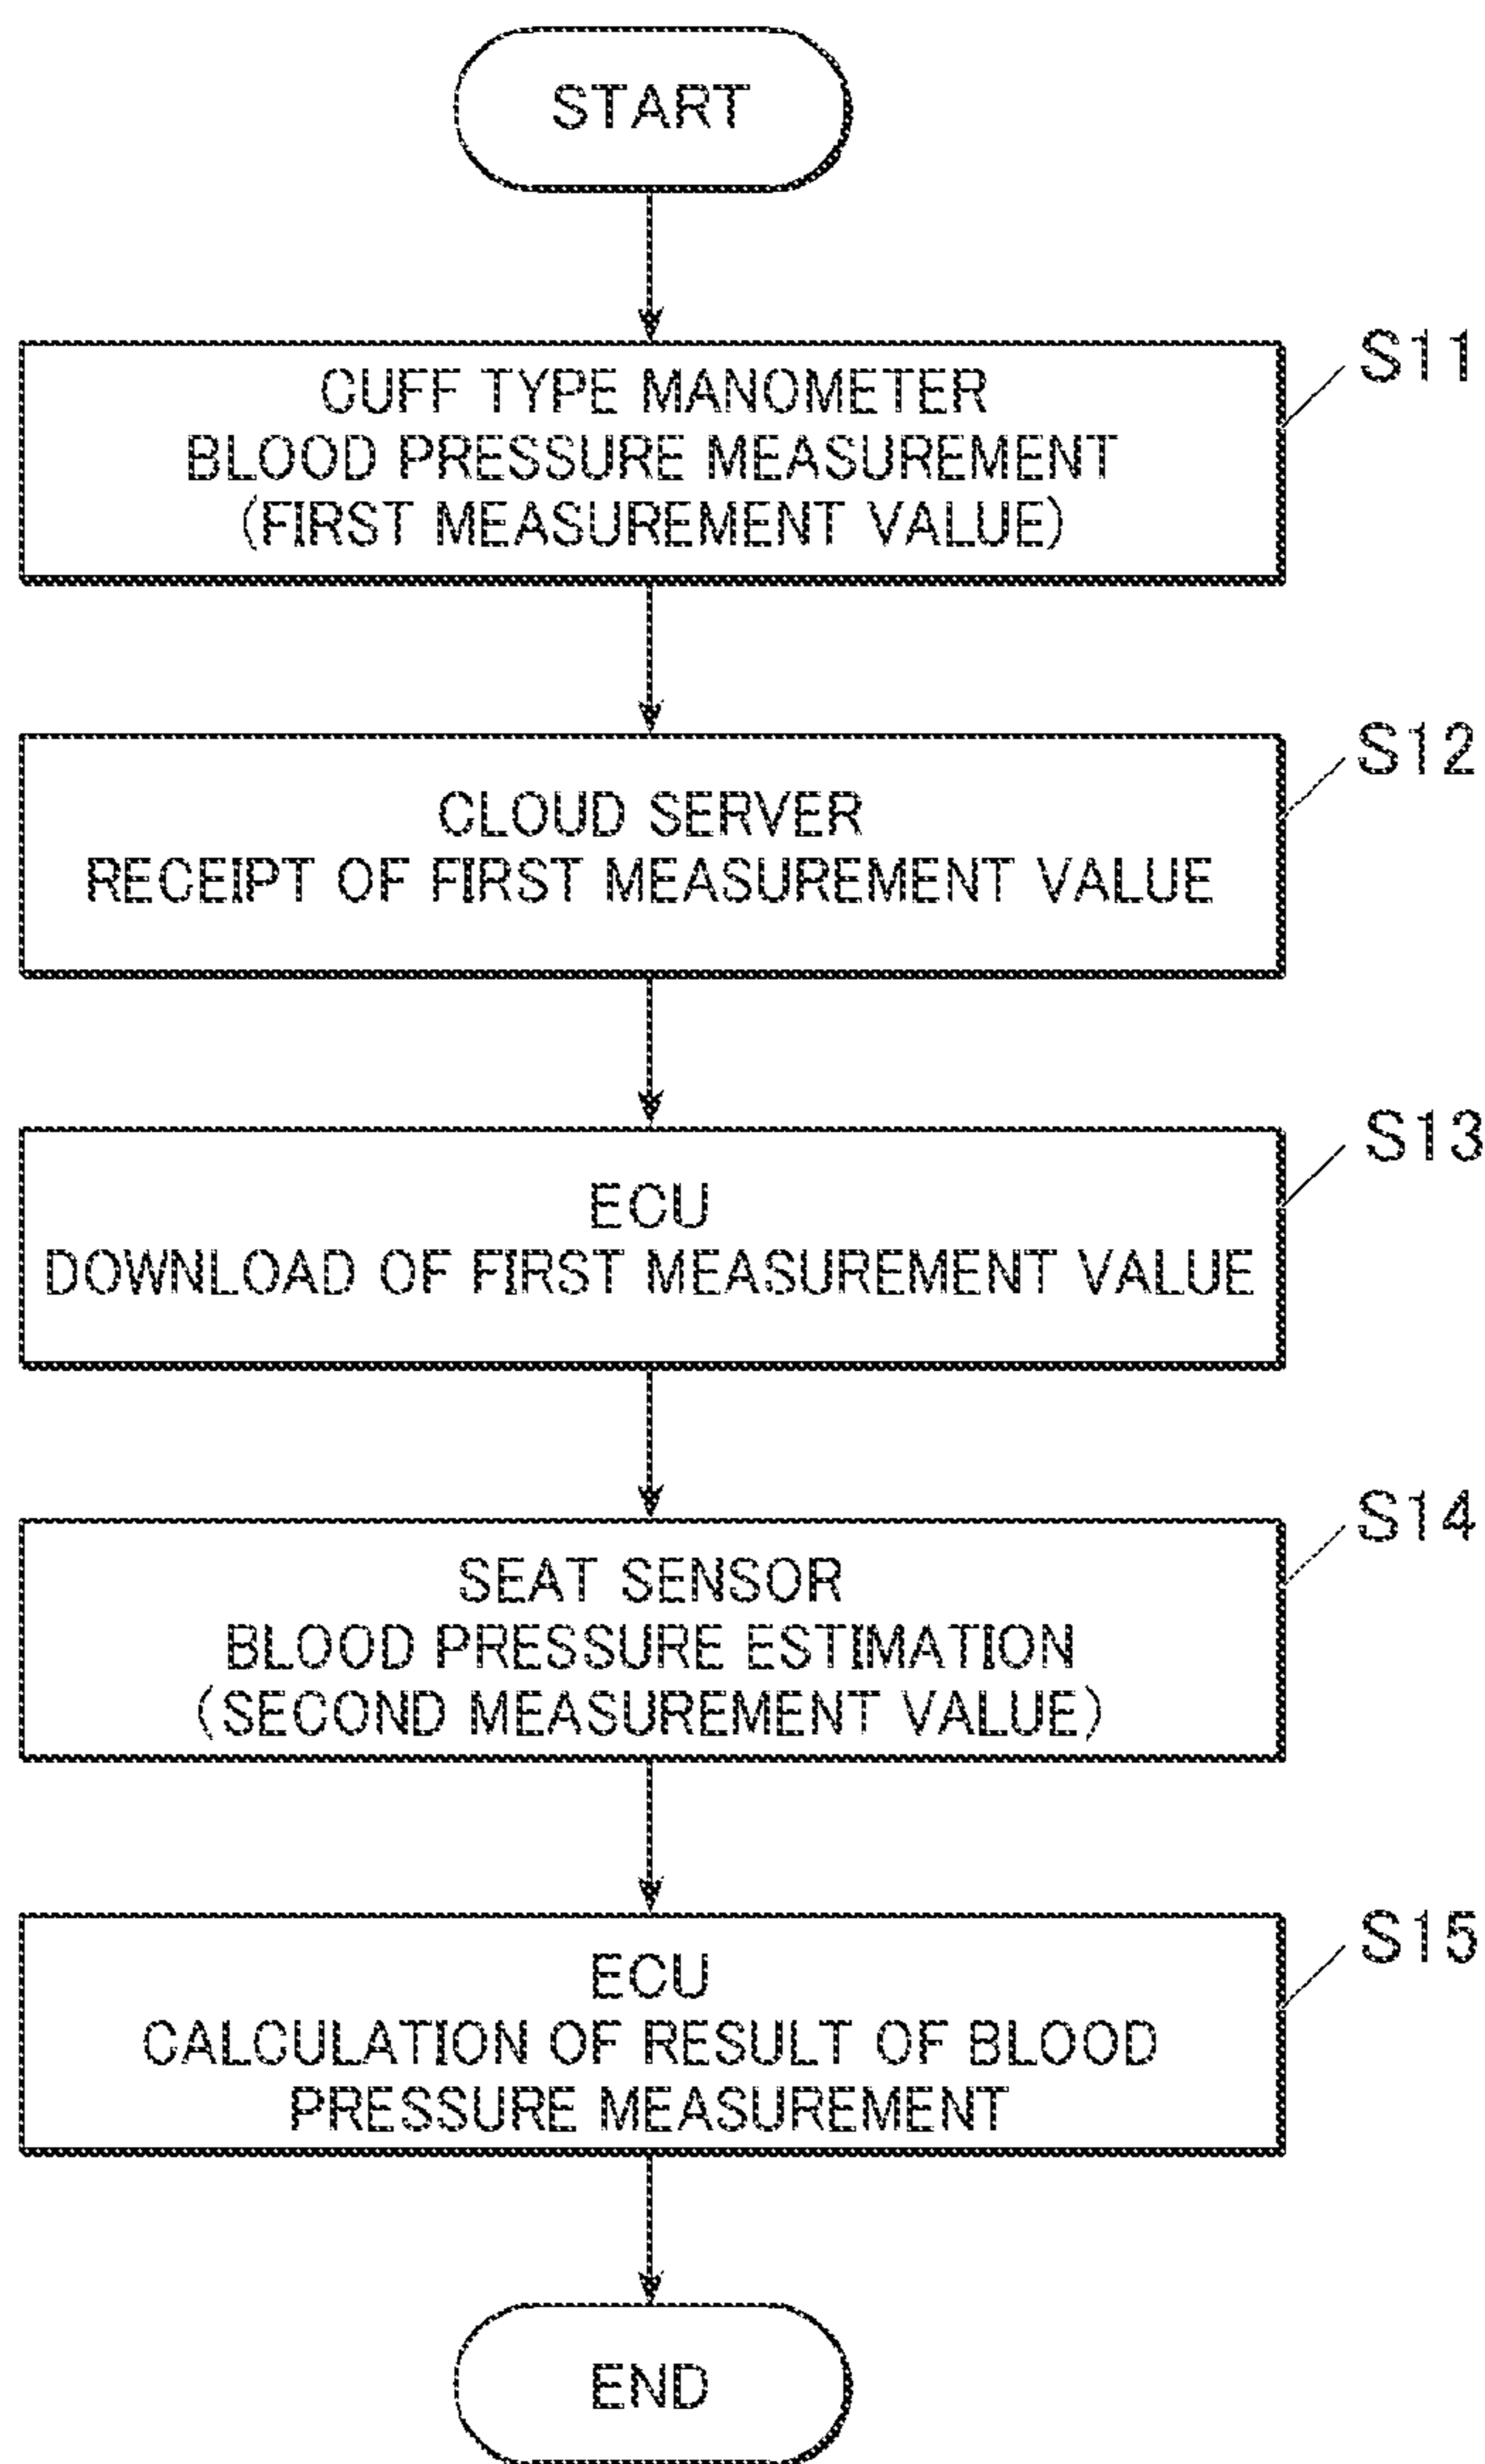 START
S11
CUFF TYPE MANOMETER
BLOOD PRESSURE MEASUREMENT
(FIRST MEASUREMENT VALUE)
S12
CLOUD SERVER
RECEIPT OF FIRST MEASUREMENT VALUE
S13
ECU
DOWNLOAD OF FIRST MEASUREMENT VALUE
S14
SEAT SENSOR
BLOOD PRESSURE ESTIMATION
(SECOND MEASUREMENT VALUE)
S15
ECU
CALCULATION OF RESULT OF BLOOD
PRESSURE MEASUREMENT
END